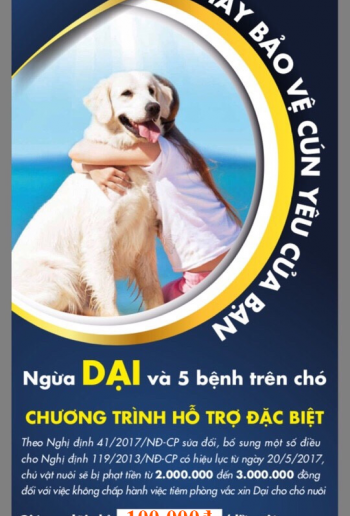 HÃY BẢO VỆ CÚN YÊU CỦA BẠN
Ngừa DẠI và 5 bệnh trên chó
CHƯƠNG TRÌNH HỖ TRỢ ĐẶC BIỆT
Theo Nghị định 41/2017/NĐ-CP sửa đổi, bổ sung một số điều
cho Nghị định 119/2013/NĐ-CP có hiệu lực từ ngày 20/5/2017,
chủ vật nuôi sẽ bị phạt tiền từ 2.000.000 đến 3.000.000 đồng
đối với việc không chấp hành việc tiêm phòng vắc xin Dại cho chó nuôi
100.000đ